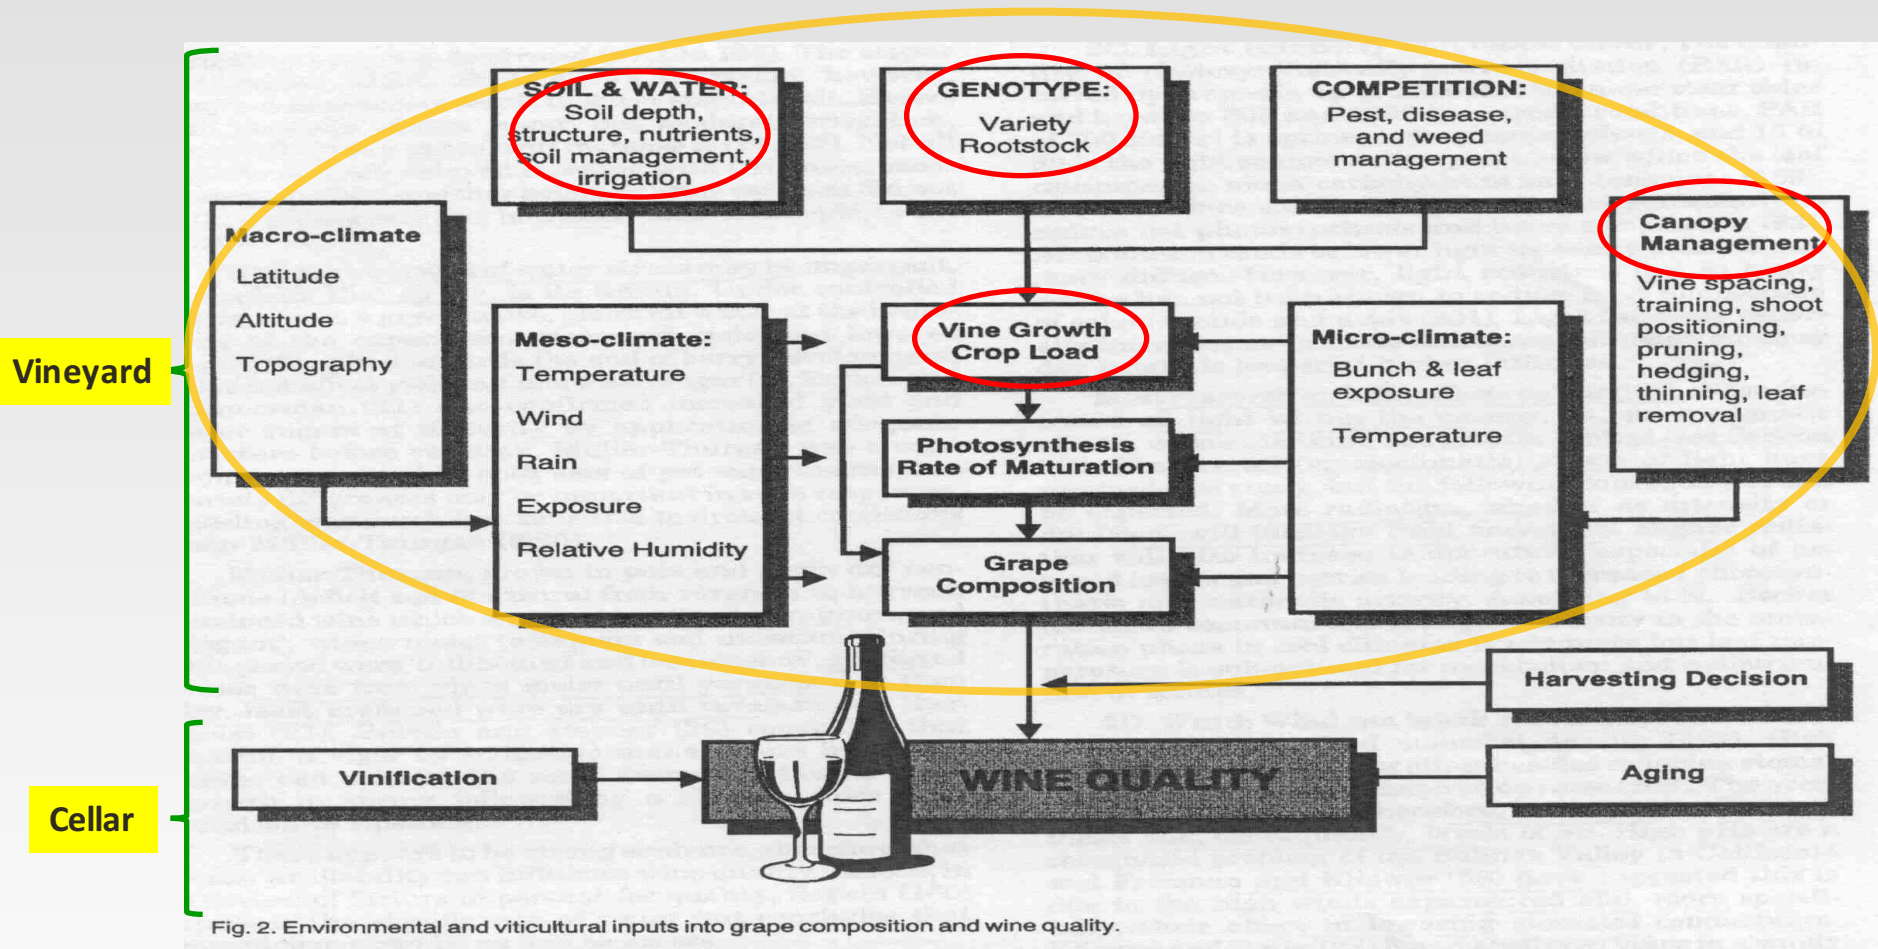 SOIL & WATER:
Soil depth,
structure, nutrients,
soil management,
irrigation
GENOTYPE:
Variety
Rootstock
COMPETITION:
Pest, disease,
and weed
management
Macro-climate
Latitude
Altitude
Topography
Meso-climate:
Temperature
Wind
Rain
Exposure
Relative Humidity
Vine Growth
Crop Load
Photosynthesis
Rate of Maturation
Grape
Composition
Micro-climate:
Bunch & leaf
exposure
Temperature
Canopy
Management
Vine spacing,
training, shoot
positioning,
pruning,
hedging,
thinning, leaf
removal
Vineyard
Harvesting Decision
Vinification
WINE QUALITY
Aging
Cellar
Fig. 2. Environmental and viticultural inputs into grape composition and wine quality.